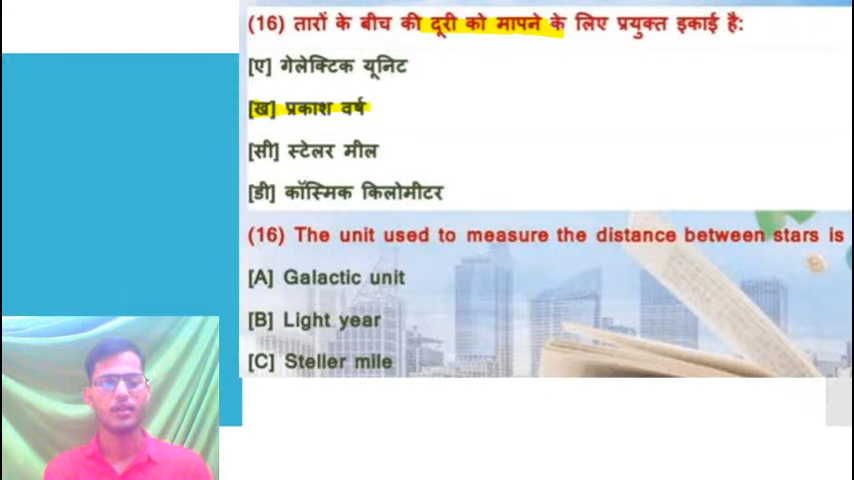 (16) तारों के बीच की दूरी को मापने के लिए प्रयुक्त इकाई है:
[ए] गेलेक्टिक यूनिट
[ख] प्रकाश वर्ष
[सी] स्टेलर मील
[डी] कॉस्मिक किलोमीटर
(16) The unit used to measure the distance between stars is
[A] Galactic unit
[B] Light year
[C] Steller mile